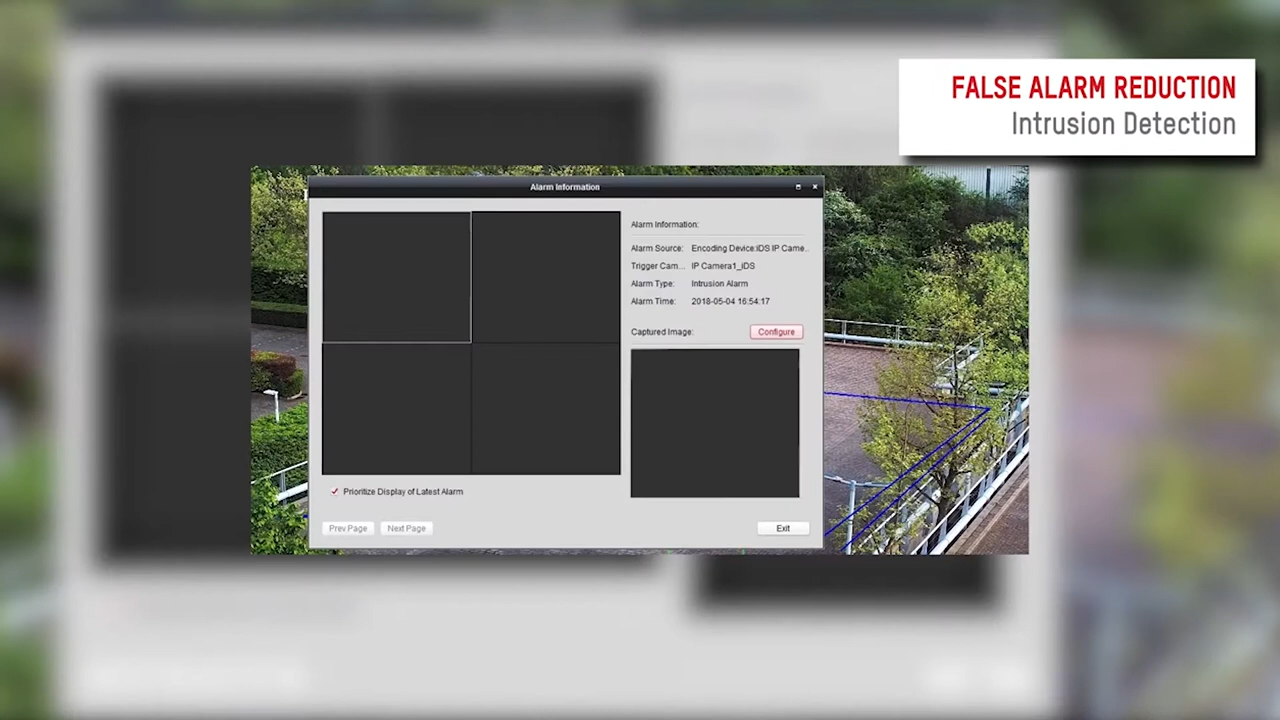 FALSE ALARM REDUCTION
Intrusion Detection
Alarm Information
Alarm Information:
Alarm Source: Encoding Device:iDS IP Came..
Trigger Cam... IP Camera1_iDS
Alarm Type: Intrusion Alarm
Alarm Time: 2018-05-04 16:54:17
Captured Image: Configure
Prioritize Display of Latest Alarm
Prev Page Next Page Exit